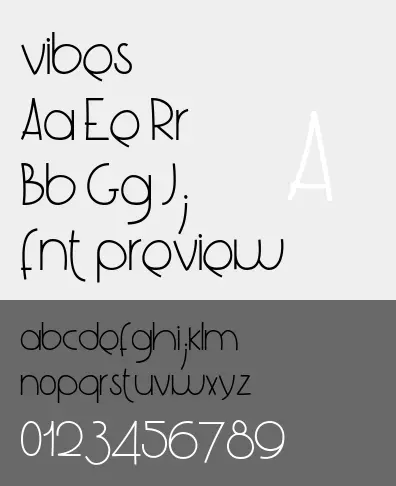 vibes
Aa Ee Rr
A
Bb Gg Jj
fnt preview
abcdefghijklm
nopqrstuvwxyz
0123456789